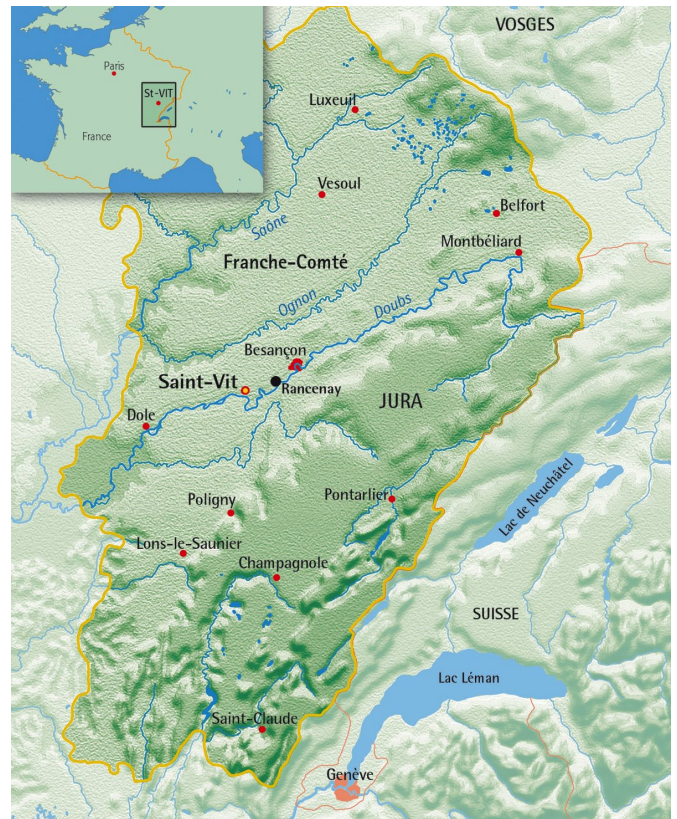 VOSGES
Paris
St-VIT
France
Luxeuil
Vesoul
Belfort
Saône
Montbéliard
Franche-Comté
Ognon
Doubs
Besançon
Saint-Vit
Rancenay
JURA
Dole
Poligny
Pontarlier
Lac de Neuchâtel
Lons-le-Saunier
Champagnole
SUISSE
Lac Léman
Saint-Claude
Genève